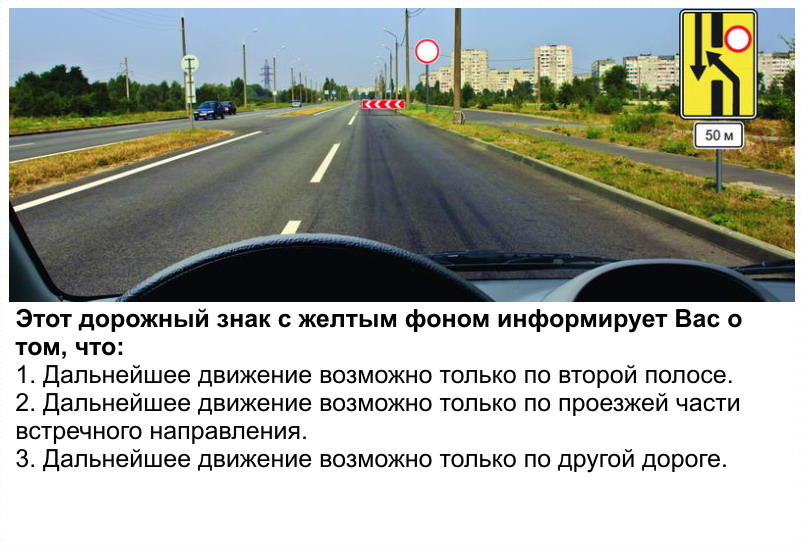 50 м
Этот дорожный знак с желтым фоном информирует Вас о
том, что:
1. Дальнейшее движение возможно только по второй полосе.
2. Дальнейшее движение возможно только по проезжей части
встречного направления.
3. Дальнейшее движение возможно только по другой дороге.